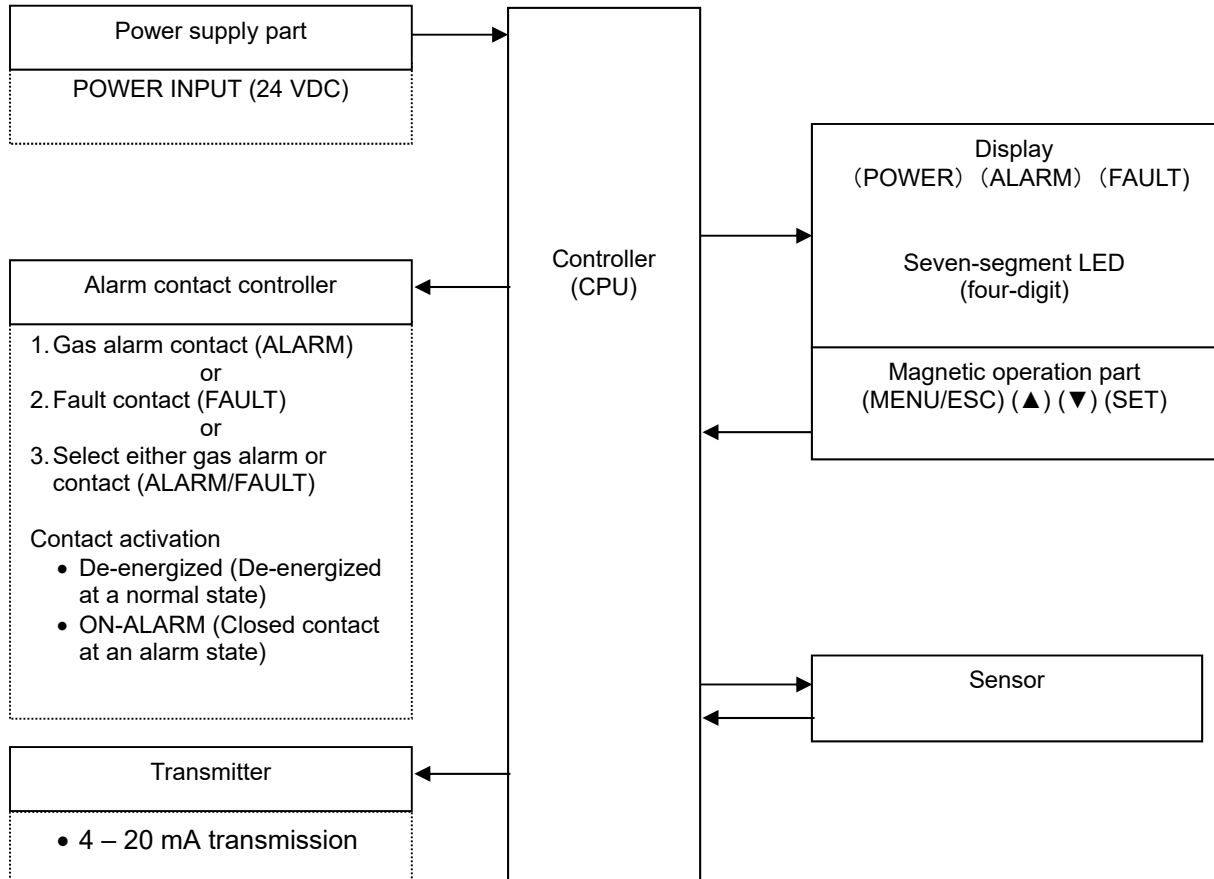 Power supply part
POWER INPUT (24 VDC)
Alarm contact controller
1. Gas alarm contact (ALARM)
or
2. Fault contact (FAULT)
or
3. Select either gas alarm or
contact (ALARM/FAULT)
Contact activation
• De-energized (De-energized
at a normal state)
• ON-ALARM (Closed contact
at an alarm state)
Transmitter
• 4 – 20 mA transmission
Controller
(CPU)
Display
（POWER）（ALARM）（FAULT)
Seven-segment LED
(four-digit)
Magnetic operation part
(MENU/ESC) (▲) (▼) (SET)
Sensor